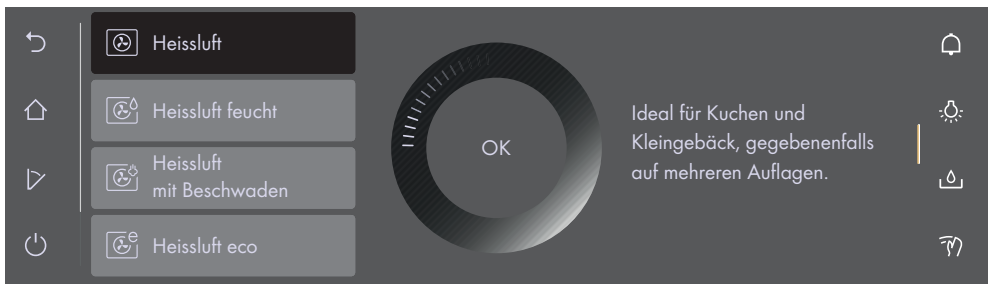 Heissluft
Heissluft feucht
Heissluft
mit Beschwaden
e
Heissluft eco
OK
Ideal für Kuchen und
Kleingebäck, gegebenenfalls
auf mehreren Auflagen.